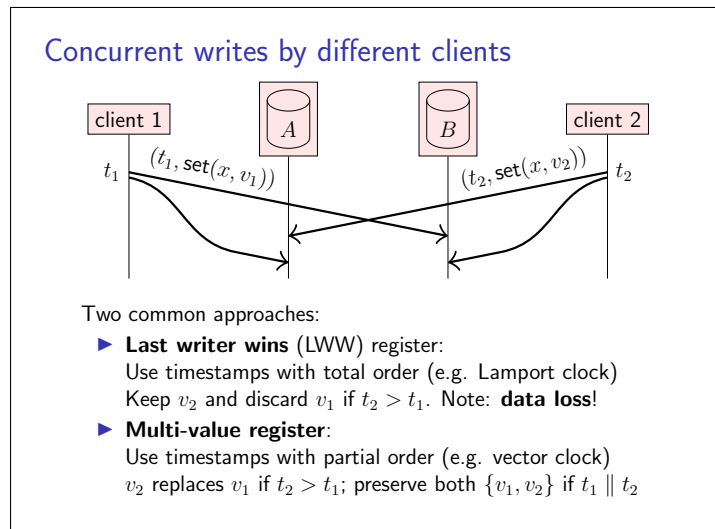 Concurrent writes by different clients
client 1
A
B
client 2
t₁
(t₁, set(x, v₁))
(t₂, set(x, v₂))
t₂
Two common approaches:
▶ Last writer wins (LWW) register:
Use timestamps with total order (e.g. Lamport clock)
Keep v₂ and discard v₁ if t₂ > t₁. Note: data loss!
▶ Multi-value register:
Use timestamps with partial order (e.g. vector clock)
v₂ replaces v₁ if t₂ > t₁; preserve both {v₁, v₂} if t₁ ∥ t₂